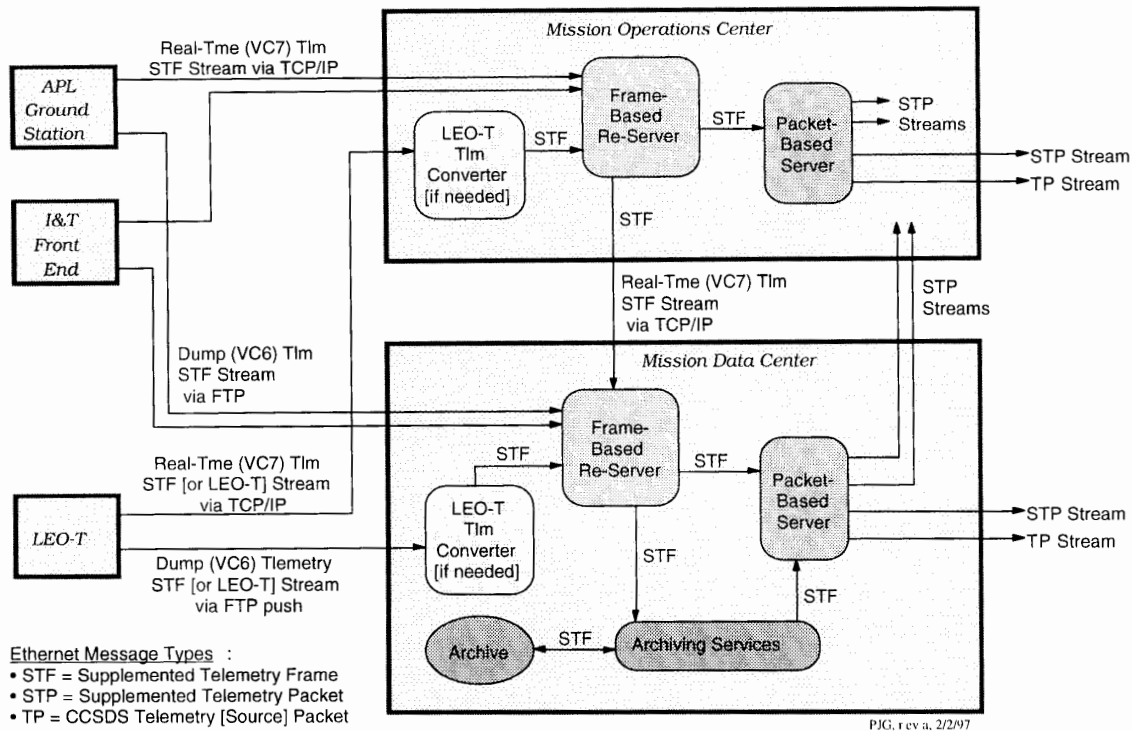 Mission Operations Center
Real-Tme (VC7) Tlm
STF Stream via TCP/IP
APL
Ground
Station
Frame-
Based
Re-Server
STF
Packet-
Based
Server
STP
Streams
LEO-T
Tlm
Converter
[if needed]
STF
STP Stream
TP Stream
I&T
Front
End
STF
Real-Tme (VC7) Tlm
STF Stream
via TCP/IP
STP
Streams
Dump (VC6) Tlm
STF Stream
via FTP
Mission Data Center
Frame-
Based
Re-Server
STF
STF
Packet-
Based
Server
Real-Tme (VC7) Tlm
STF [or LEO-T] Stream
via TCP/IP
LEO-T
LEO-T
Tlm
Converter
[if needed]
STP Stream
TP Stream
Dump (VC6) Tlemetry
STF [or LEO-T] Stream
via FTP push
STF
STF
Archive
STF
Archiving Services
Ethernet Message Types :
• STF = Supplemented Telemetry Frame
• STP = Supplemented Telemetry Packet
• TP = CCSDS Telemetry [Source] Packet
PJG, rev a, 2/2/97